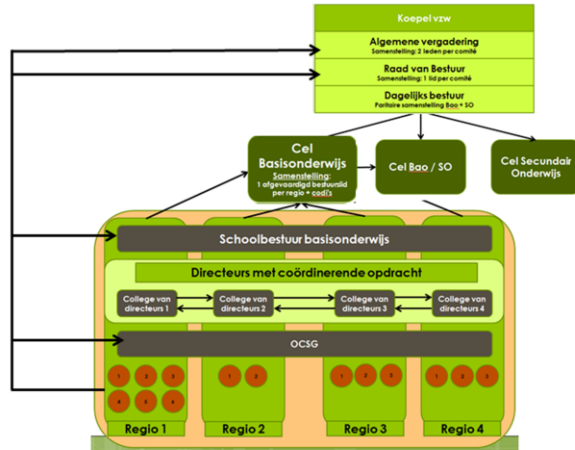 Koepel vzw
Algemene vergadering
Samenstelling: 2 leden per comité
Raad van Bestuur
Samenstelling: 1 lid per comité
Dagelijks bestuur
Paritaire samenstelling Bao + SO
Cel
Basisonderwijs
Samenstelling:
1 afgevaardigd bestuurslid
per regio + codi's
Cel Bao / SO
Cel Secundair
Onderwijs
Schoolbestuur basisonderwijs
Directeurs met coördinerende opdracht
College van
directeurs 1
College van
directeurs 2
College van
directeurs 3
College van
directeurs 4
OCSG
1 2 3
4 5 6
1 2
1 2 3
1 2 3
Regio 1
Regio 2
Regio 3
Regio 4